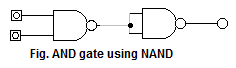 Fig. AND gate using NAND